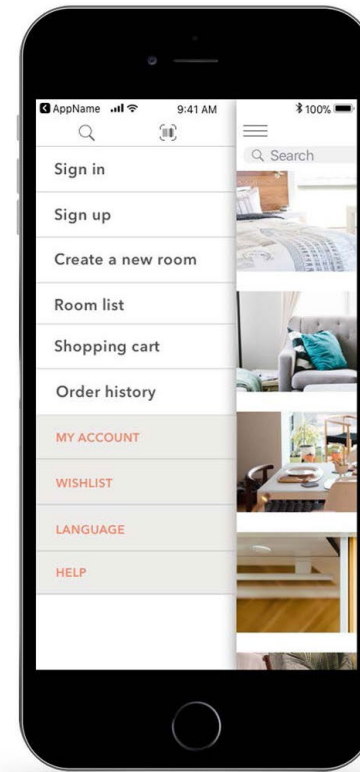 AppName 9:41 AM 100%
Search
Sign in
Sign up
Create a new room
Room list
Shopping cart
Order history
MY ACCOUNT
WISHLIST
LANGUAGE
HELP